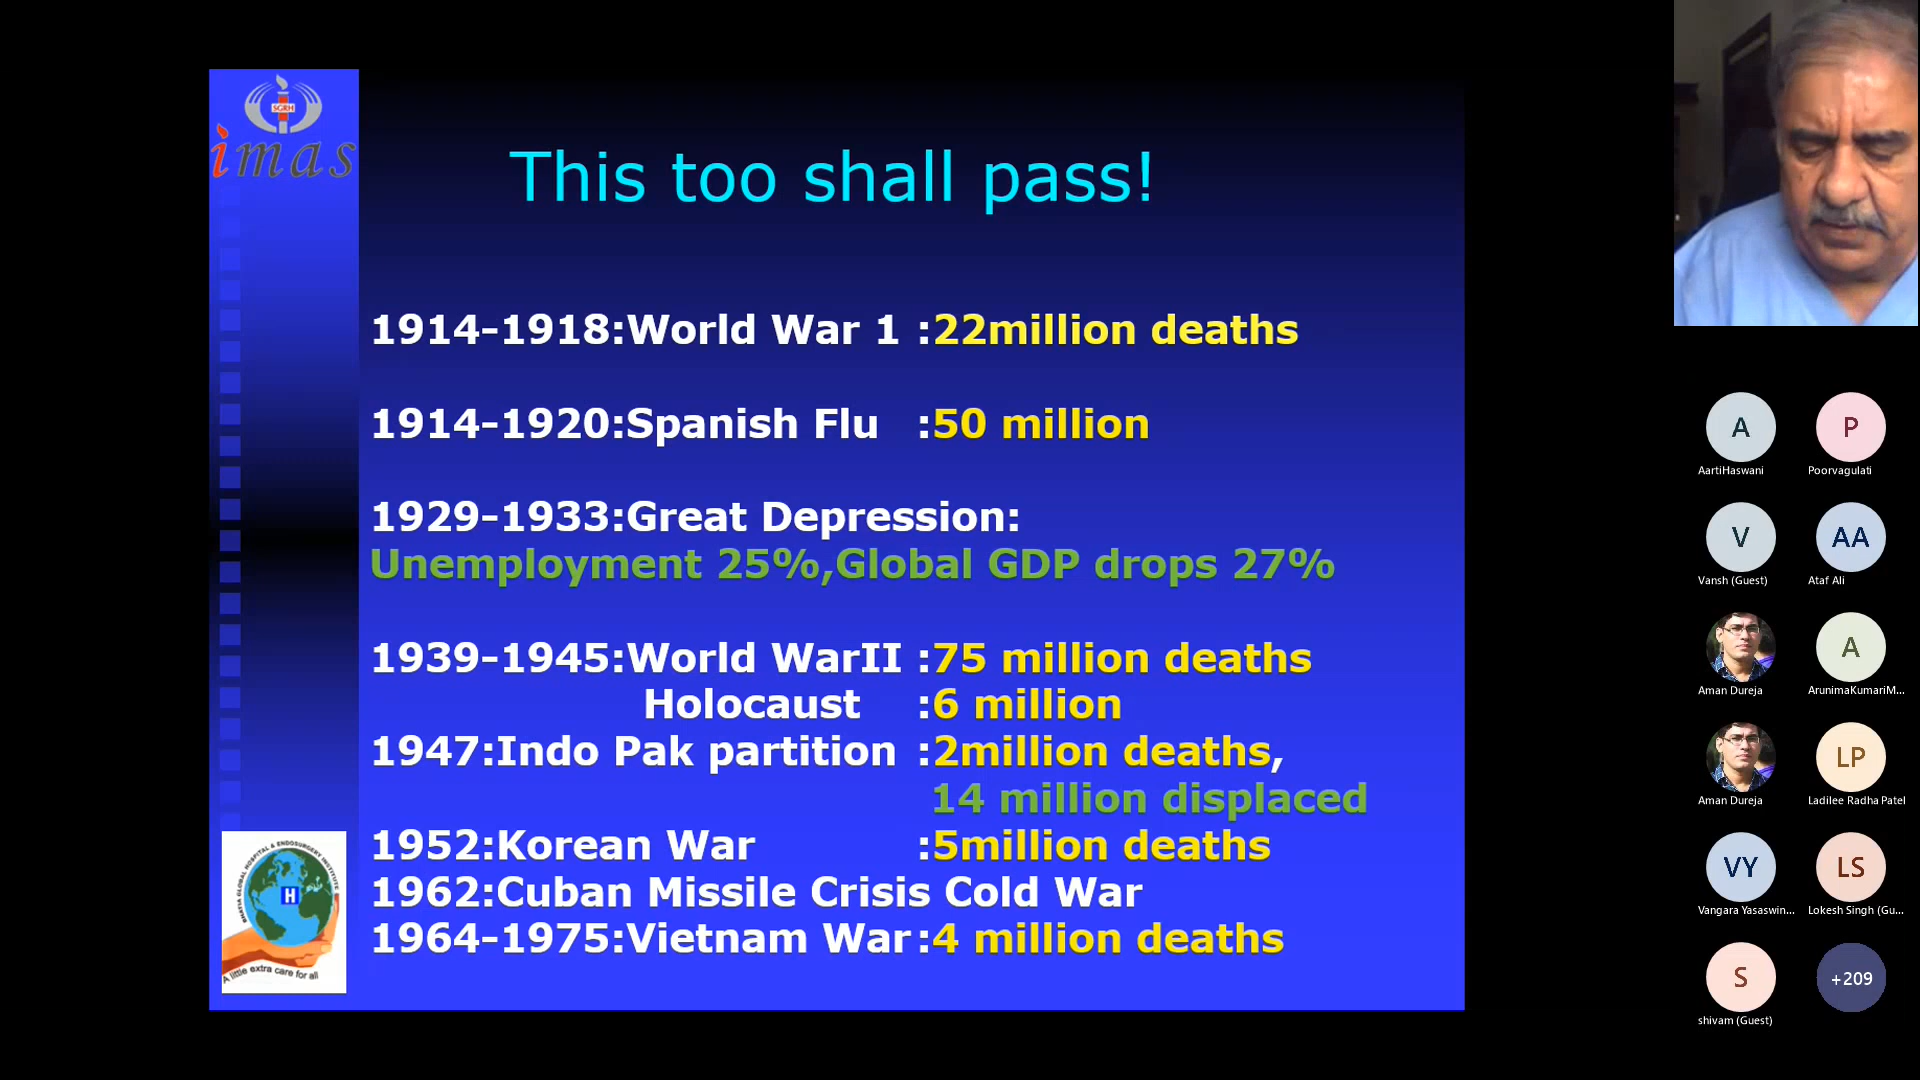 SGRH
imas
This too shall pass!
1914-1918:World War 1 :22million deaths
1914-1920:Spanish Flu :50 million
1929-1933:Great Depression:
Unemployment 25%,Global GDP drops 27%
1939-1945:World WarII :75 million deaths
Holocaust :6 million
1947:Indo Pak partition :2million deaths,
14 million displaced
1952:Korean War :5million deaths
1962:Cuban Missile Crisis Cold War
1964-1975:Vietnam War:4 million deaths
GLOBAL HOSPITAL & ENDOSURGERY INSTITUTE
H
A little extra care for all
A P
AartiHaswani Poorvagulati
V AA
Vansh (Guest) Ataf Ali
A
Aman Dureja ArunimaKumariM...
LP
Aman Dureja Ladilee Radha Patel
VY LS
Vangara Yasaswin... Lokesh Singh (Gu...
S +209
shivam (Guest)